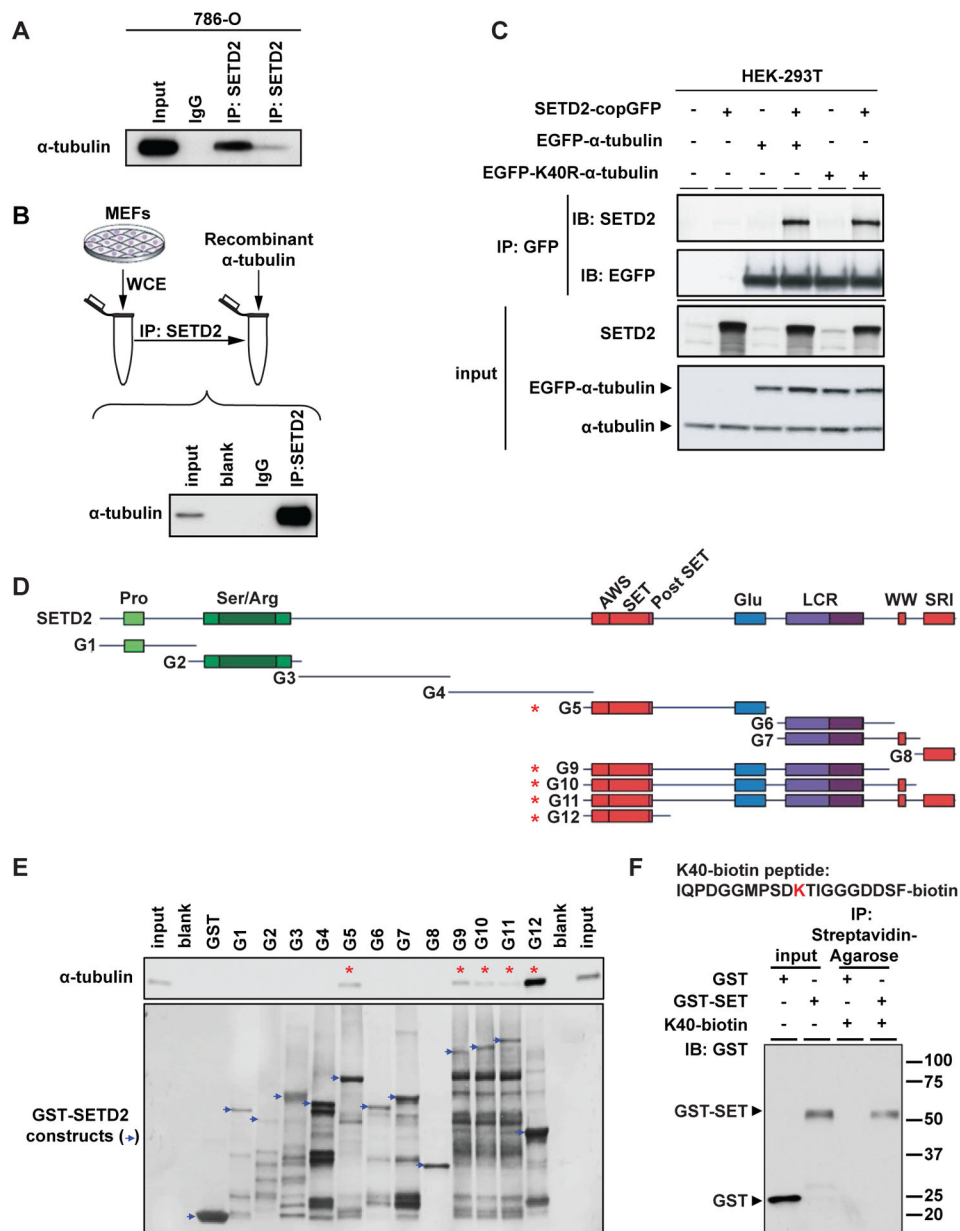 A
786-O
Input
IgG
IP: SETD2
IP: SETD2
α-tubulin
B
MEFs
Recombinant
α-tubulin
WCE
IP: SETD2
input
blank
IgG
IP:SETD2
α-tubulin
C
HEK-293T
SETD2-copGFP - + - + - +
EGFP-α-tubulin - - + + - -
EGFP-K40R-α-tubulin - - - - + +
IP: GFP
IB: SETD2
IB: EGFP
input
SETD2
EGFP-α-tubulin
α-tubulin
D
Pro Ser/Arg AWS SET Post SET Glu LCR WW SRI
SETD2
G1
G2
G3
G4
* G5
G6
G7
G8
* G9
* G10
* G11
* G12
E
input blank GST G1 G2 G3 G4 G5 G6 G7 G8 G9 G10 G11 G12 blank input
α-tubulin * * * * *
GST-SETD2
constructs ( )
F
K40-biotin peptide:
IQPDGGMPSDKTIGGGDDSF-biotin
IP:
Streptavidin-
input Agarose
GST + - + -
GST-SET - + - +
K40-biotin - - + +
IB: GST
100
75
GST-SET
50
37
GST
25
20